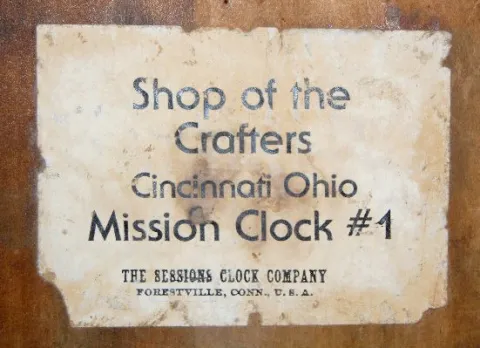 Shop of the
Crafters
Cincinnati Ohio
Mission Clock #1
THE SESSIONS CLOCK COMPANY
FORESTVILLE, CONN., U. S. A.